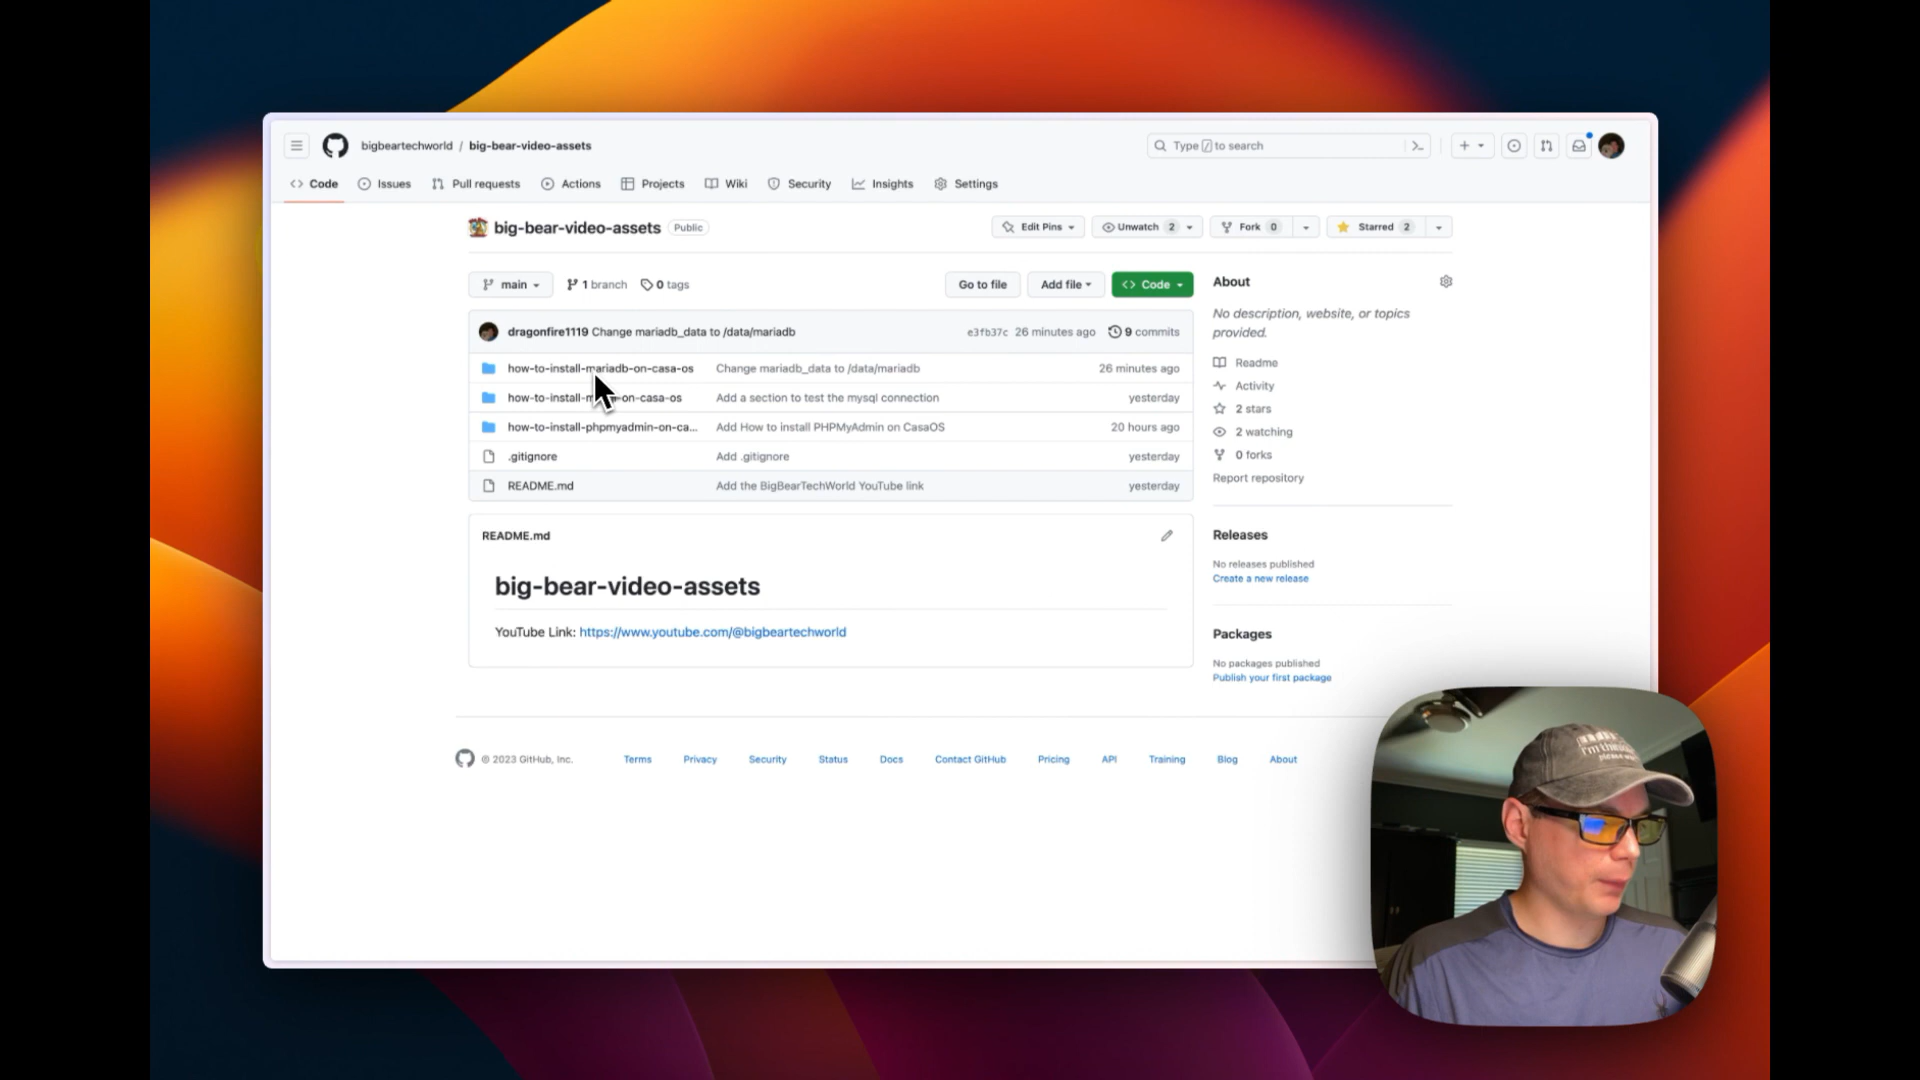 bigbeartechworld / big-bear-video-assets
Type / to search
Code Issues Pull requests Actions Projects Wiki Security Insights Settings
big-bear-video-assets Public
Edit Pins Unwatch 2 Fork 0 Starred 2
main 1 branch 0 tags Go to file Add file Code
dragonfire1119 Change mariadb_data to /data/mariadb e3fb37c 26 minutes ago 9 commits
how-to-install-mariadb-on-casa-os Change mariadb_data to /data/mariadb 26 minutes ago
how-to-install- -on-casa-os Add a section to test the mysql connection yesterday
how-to-install-phpmyadmin-on-ca... Add How to install PHPMyAdmin on CasaOS 20 hours ago
.gitignore Add .gitignore yesterday
README.md Add the BigBearTechWorld YouTube link yesterday
README.md
big-bear-video-assets
YouTube Link: https://www.youtube.com/@bigbeartechworld
About
No description, website, or topics
provided.
Readme
Activity
2 stars
2 watching
0 forks
Report repository
Releases
No releases published
Create a new release
Packages
No packages published
Publish your first package
© 2023 GitHub, Inc. Terms Privacy Security Status Docs Contact GitHub Pricing API Training Blog About